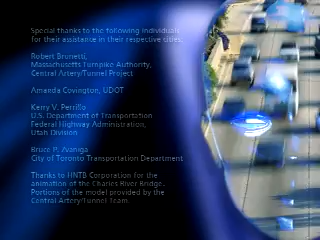 Special thanks to the following individuals
for their assistance in their respective cities:
Robert Brunetti,
Massachusetts Turnpike Authority,
Central Artery/Tunnel Project
Amanda Covington, UDOT
Kerry V. Perrillo
U.S. Department of Transportation
Federal Highway Administration,
Utah Division
Bruce P. Zvaniga
City of Toronto Transportation Department
Thanks to HNTB Corporation for the
animation of the Charles River Bridge.
Portions of the model provided by the
Central Artery/Tunnel Team.